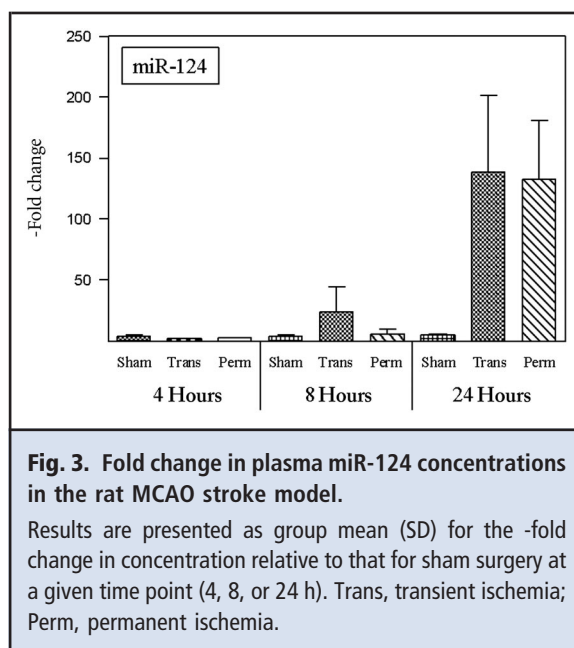 250
200
150
100
50
-Fold change
miR-124
Sham Trans Perm Sham Trans Perm Sham Trans Perm
4 Hours 8 Hours 24 Hours
Fig. 3. Fold change in plasma miR-124 concentrations
in the rat MCAO stroke model.
Results are presented as group mean (SD) for the -fold
change in concentration relative to that for sham surgery at
a given time point (4, 8, or 24 h). Trans, transient ischemia;
Perm, permanent ischemia.